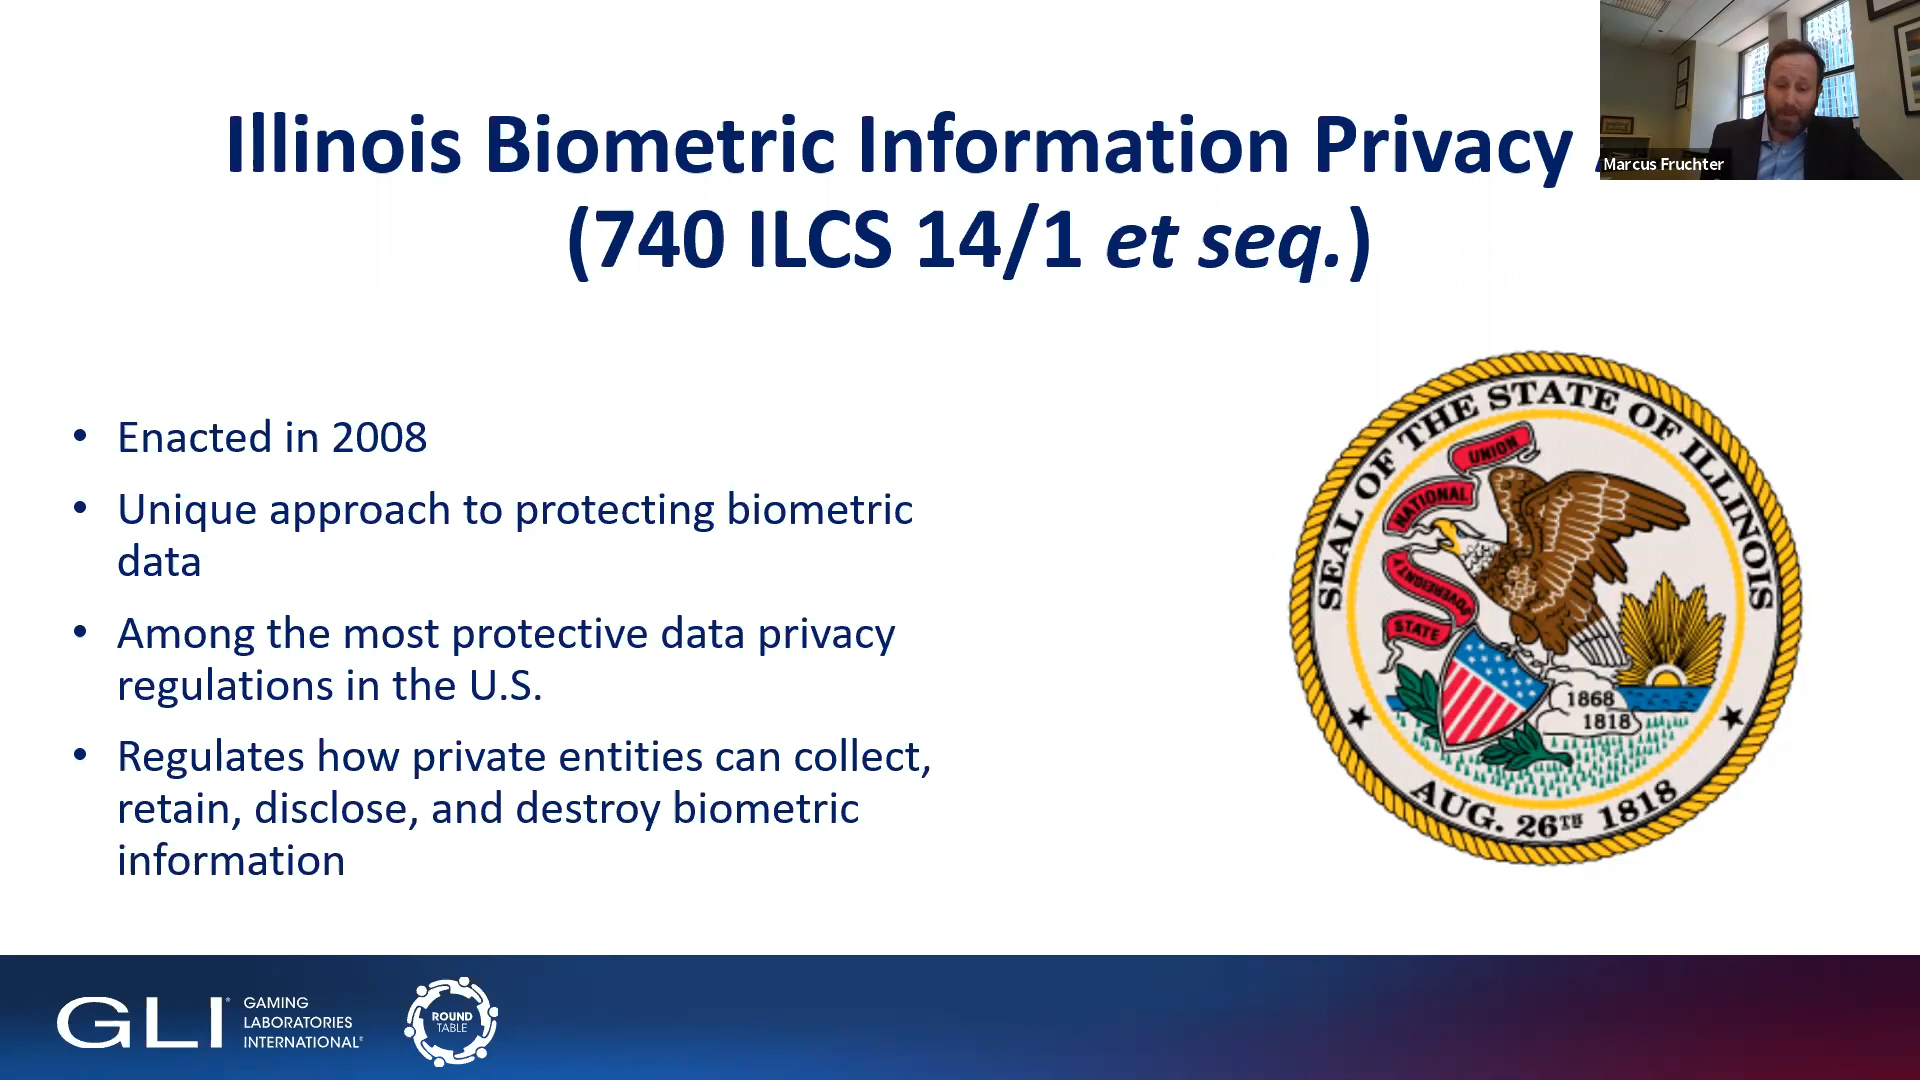 Illinois Biometric Information Privacy
(740 ILCS 14/1 et seq.)
Marcus Fruchter
• Enacted in 2008
• Unique approach to protecting biometric
data
• Among the most protective data privacy
regulations in the U.S.
• Regulates how private entities can collect,
retain, disclose, and destroy biometric
information
SEAL OF THE STATE OF ILLINOIS
UNION
NATIONAL
SOVEREIGNTY
STATE
1868
1818
AUG. 26TH 1818
GLI®
GAMING
LABORATORIES
INTERNATIONAL®
ROUND
TABLE